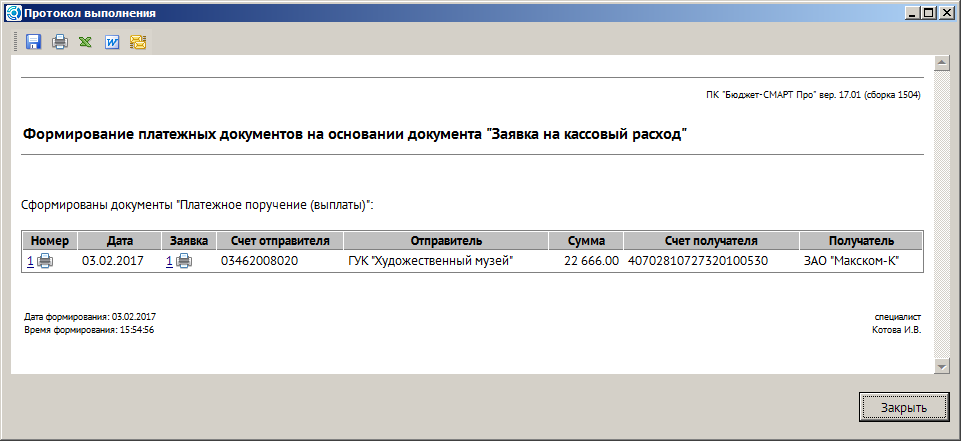 Протокол выполнения
ПК "Бюджет-СМАРТ Про" вер. 17.01 (сборка 1504)
Формирование платежных документов на основании документа "Заявка на кассовый расход"
Сформированы документы "Платежное поручение (выплаты)":
Номер Дата Заявка Счет отправителя Отправитель Сумма Счет получателя Получатель
1 03.02.2017 1 03462008020 ГУК "Художественный музей" 22 666.00 40702810727320100530 ЗАО "Макском-К"
Дата формирования: 03.02.2017 специалист
Время формирования: 15:54:56 Котова И.В.
Закрыть